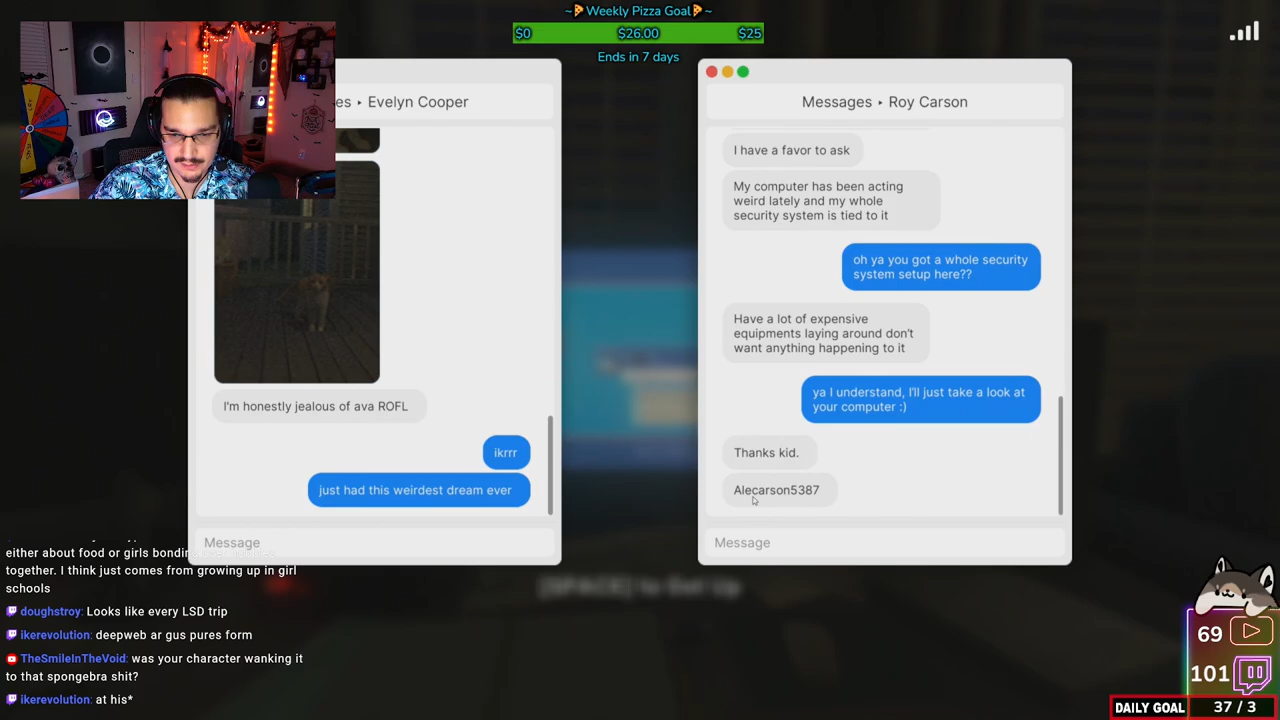 ~🍕Weekly Pizza Goal🍕~
$0 $26.00 $25
Ends in 7 days
es ▸ Evelyn Cooper
I'm honestly jealous of ava ROFL
ikrrr
just had this weirdest dream ever
Message
Messages ▸ Roy Carson
I have a favor to ask
My computer has been acting
weird lately and my whole
security system is tied to it
oh ya you got a whole security
system setup here??
Have a lot of expensive
equipments laying around don't
want anything happening to it
ya I understand, I'll just take a look at
your computer :)
Thanks kid.
Alecarson5387
Message
[SPACE] to Get Up
either about food or girls bondin
together. I think just comes from growing up in girl
schools
doughstroy: Looks like every LSD trip
ikerevolution: deepweb ar gus pures form
TheSmileInTheVoid: was your character wanking it
to that spongebra shit?
ikerevolution: at his*
69
101
DAILY GOAL 37 / 3